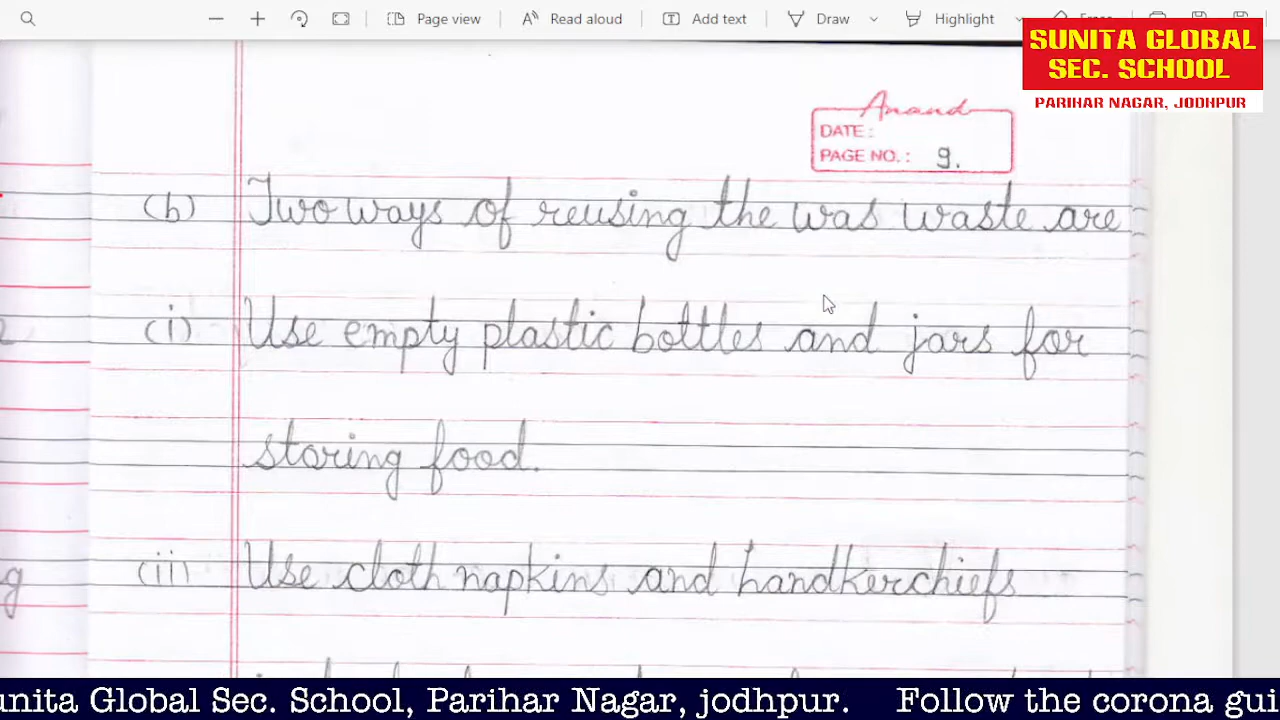 Page view Read aloud Add text Draw Highlight
SUNITA GLOBAL
SEC. SCHOOL
PARIHAR NAGAR, JODHPUR
Anand
DATE :
PAGE NO. : 9.
(b) Two ways of reusing the was waste are
(i) Use empty plastic bottles and jars for
storing food.
(iii) Use cloth napkins and handkerchiefs
unita Global Sec. School, Parihar Nagar, jodhpur. Follow the corona gui